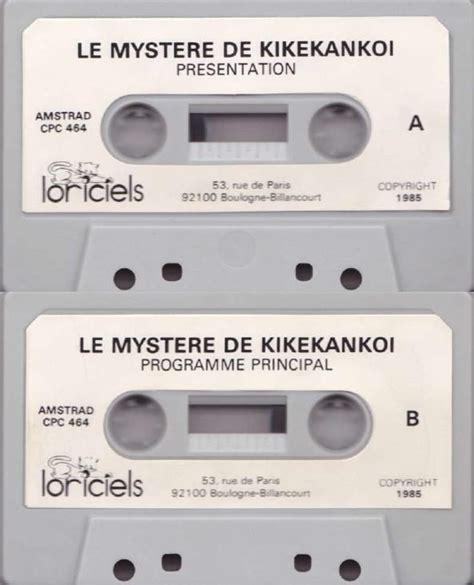 LE MYSTERE DE KIKEKANKOI
PRESENTATION
AMSTRAD
CPC 464
A
loriciels
53, rue de Paris
92100 Boulogne-Billancourt
COPYRIGHT
1985
LE MYSTERE DE KIKEKANKOI
PROGRAMME PRINCIPAL
AMSTRAD
CPC 464
B
loriciels
53, rue de Paris
92100 Boulogne-Billancourt
COPYRIGHT
1985